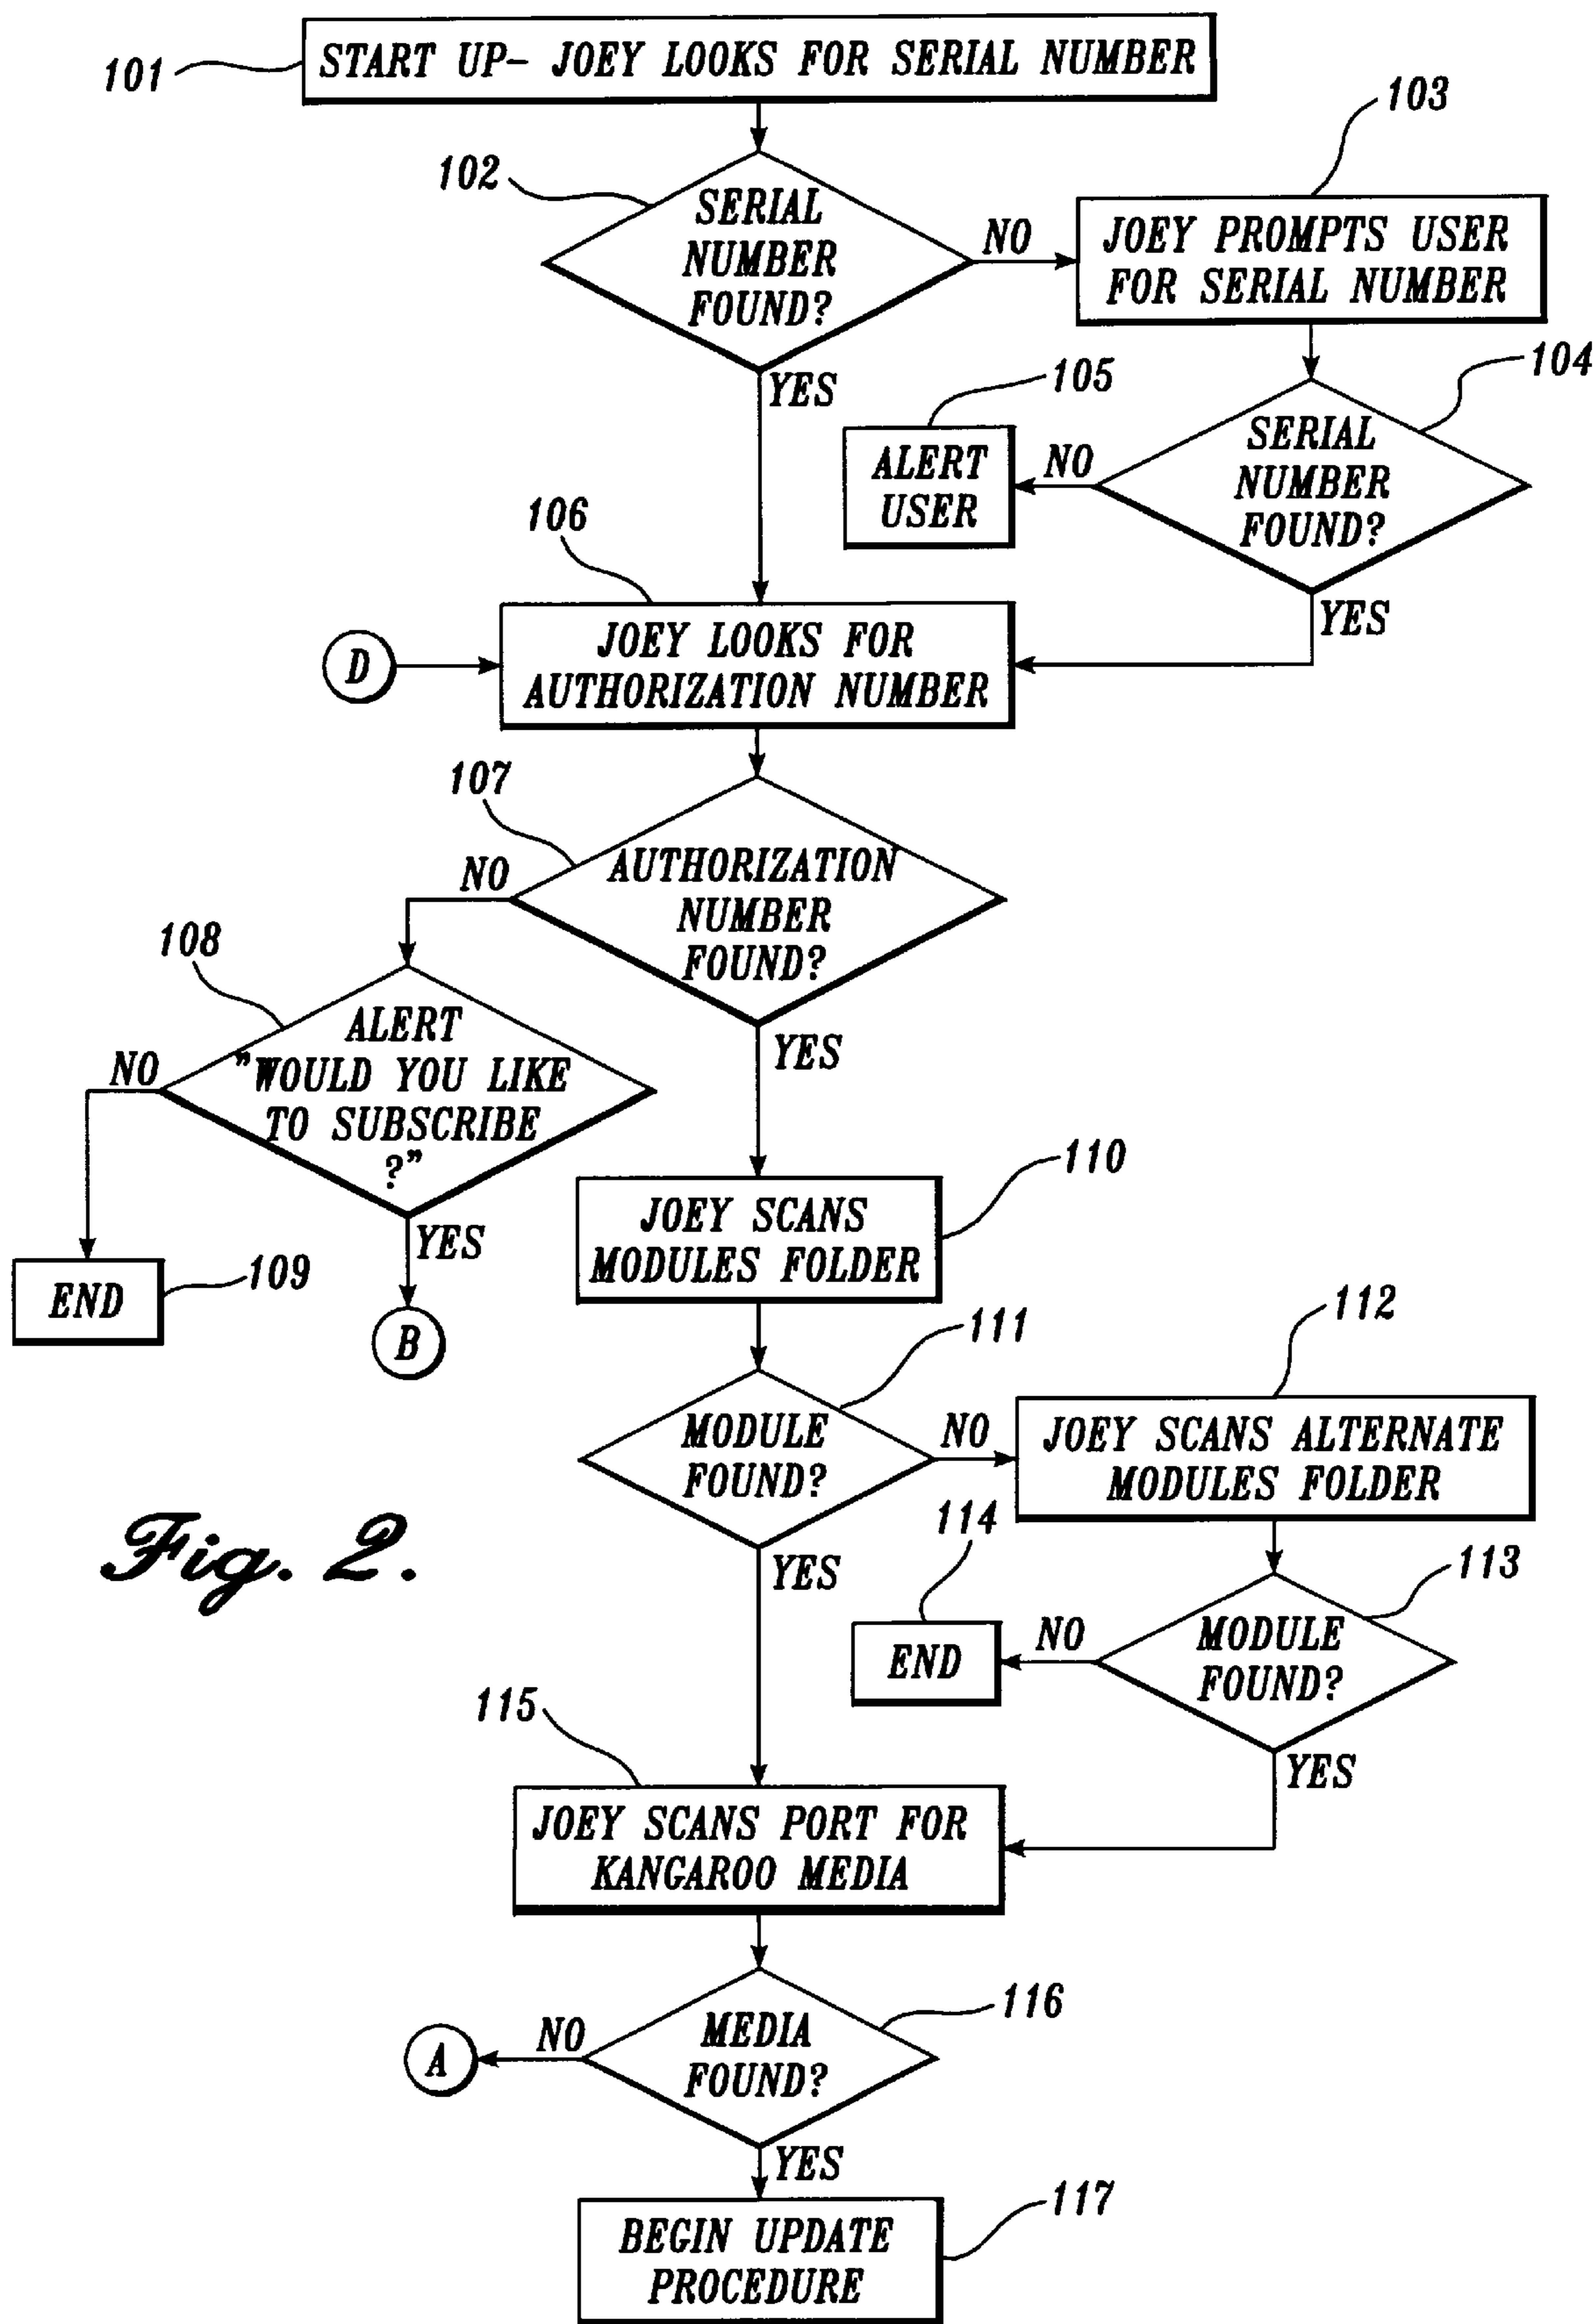 101
START UP- JOEY LOOKS FOR SERIAL NUMBER
102
SERIAL
NUMBER
FOUND?
NO
YES
103
JOEY PROMPTS USER
FOR SERIAL NUMBER
104
SERIAL
NUMBER
FOUND?
NO
YES
105
ALERT
USER
106
JOEY LOOKS FOR
AUTHORIZATION NUMBER
D
107
AUTHORIZATION
NUMBER
FOUND?
NO
YES
108
ALERT
"WOULD YOU LIKE
TO SUBSCRIBE
?"
NO
YES
END
109
B
110
JOEY SCANS
MODULES FOLDER
111
MODULE
FOUND?
NO
YES
112
JOEY SCANS ALTERNATE
MODULES FOLDER
113
MODULE
FOUND?
NO
YES
114
END
Fig. 2.
115
JOEY SCANS PORT FOR
KANGAROO MEDIA
116
MEDIA
FOUND?
NO
YES
A
117
BEGIN UPDATE
PROCEDURE